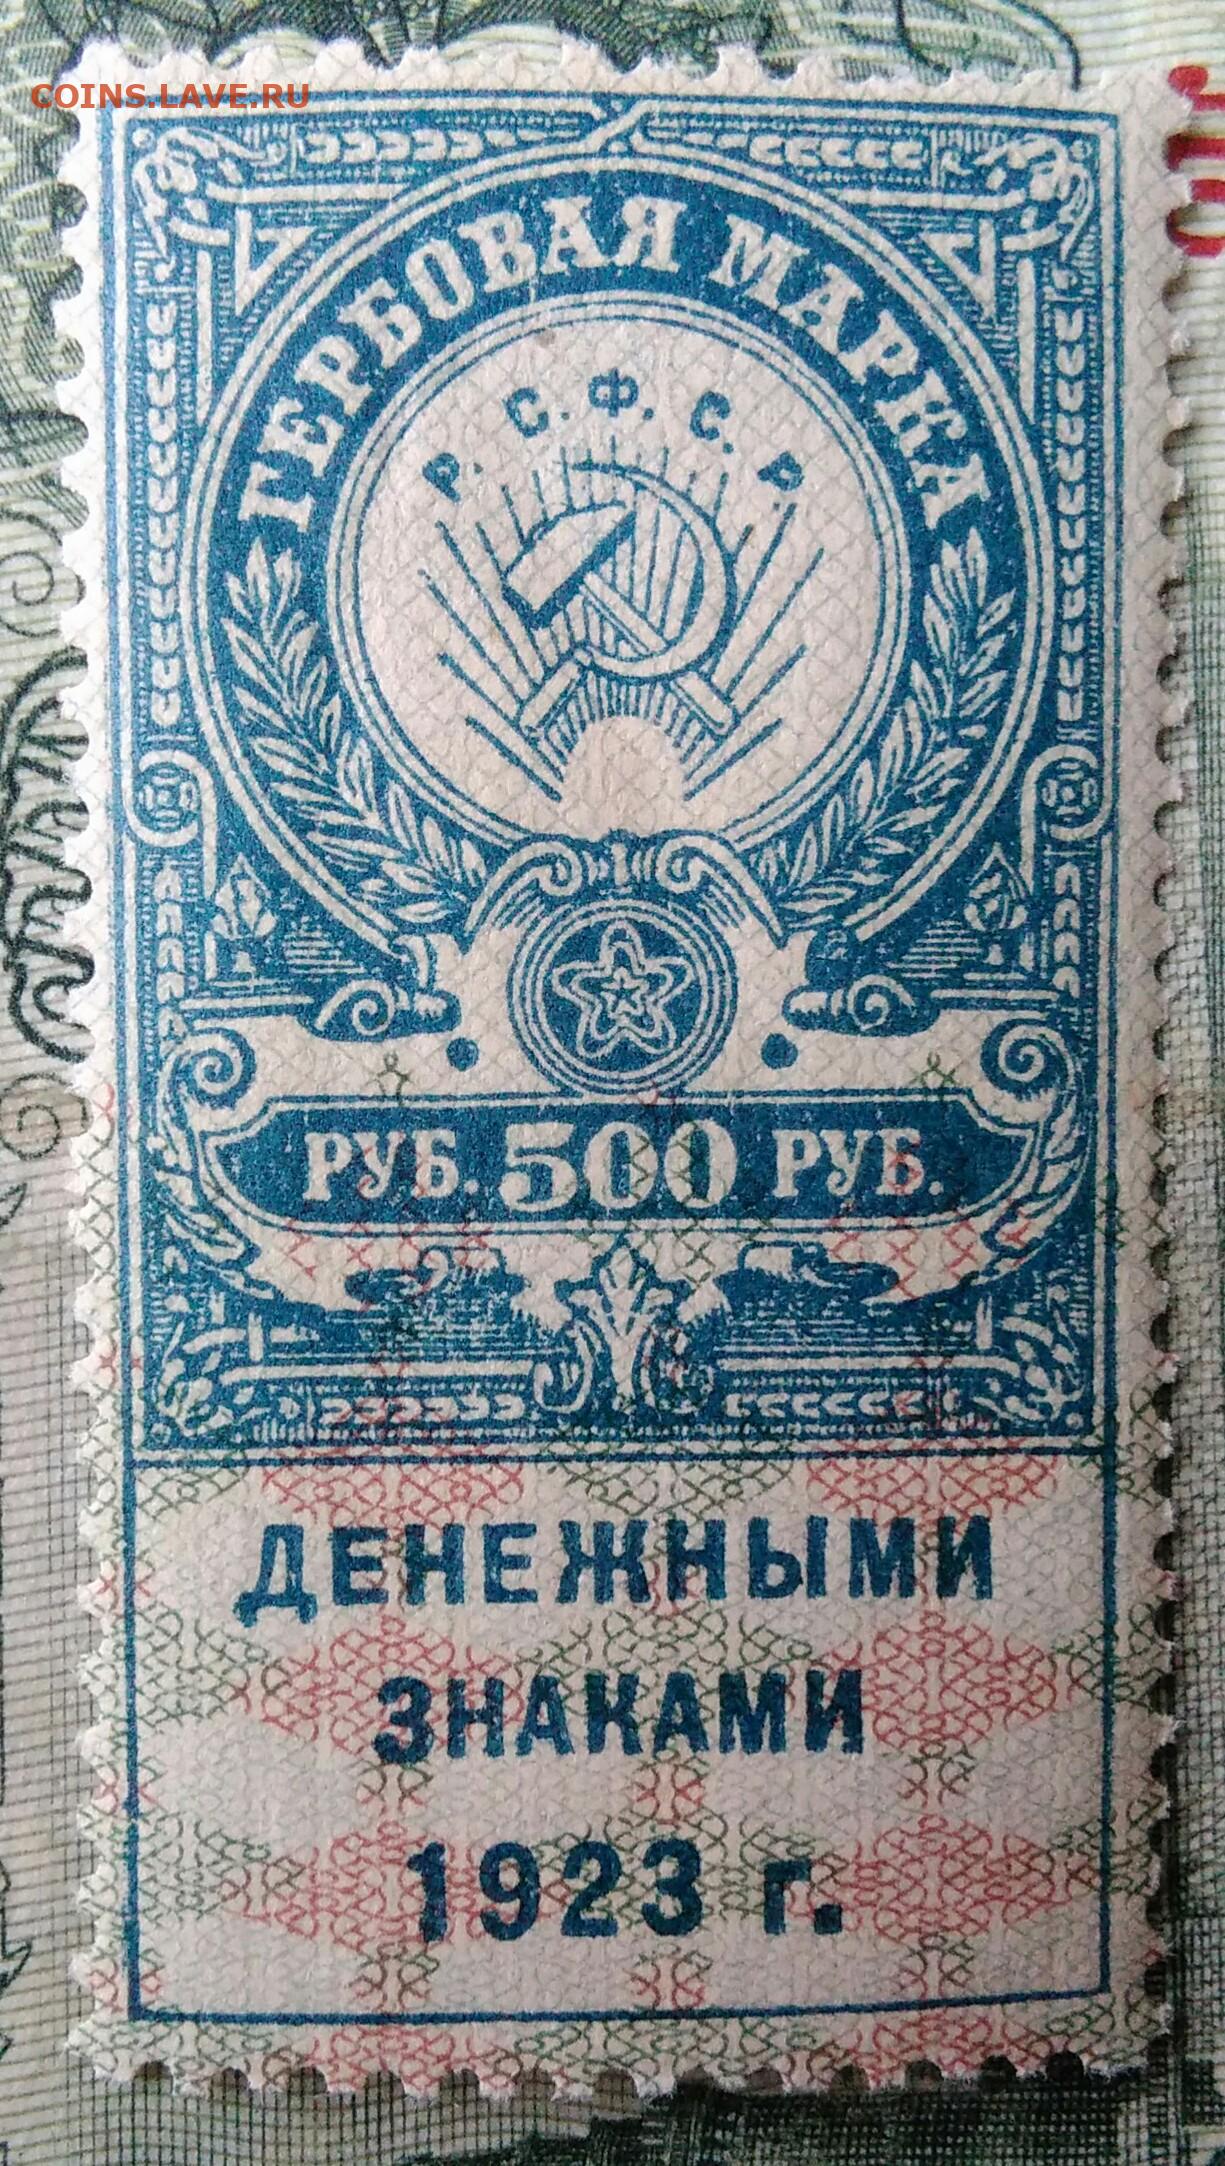 COINS.LAVE.RU
ГЕРБОВАЯ МАРКА
Р. С. Ф. С. Р.
РУБ. 500 РУБ.
ДЕНЕЖНЫМИ
ЗНАКАМИ
1923 г.